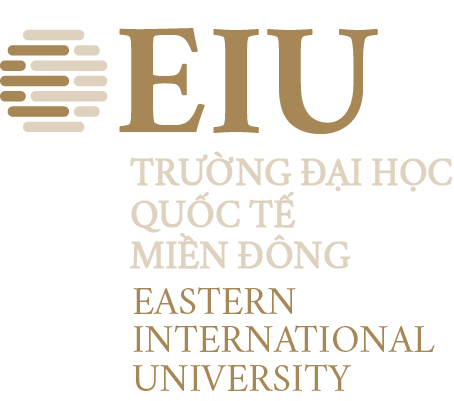 EIU
TRƯỜNG ĐẠI HỌC
QUỐC TẾ
MIỀN ĐÔNG
EASTERN
INTERNATIONAL
UNIVERSITY